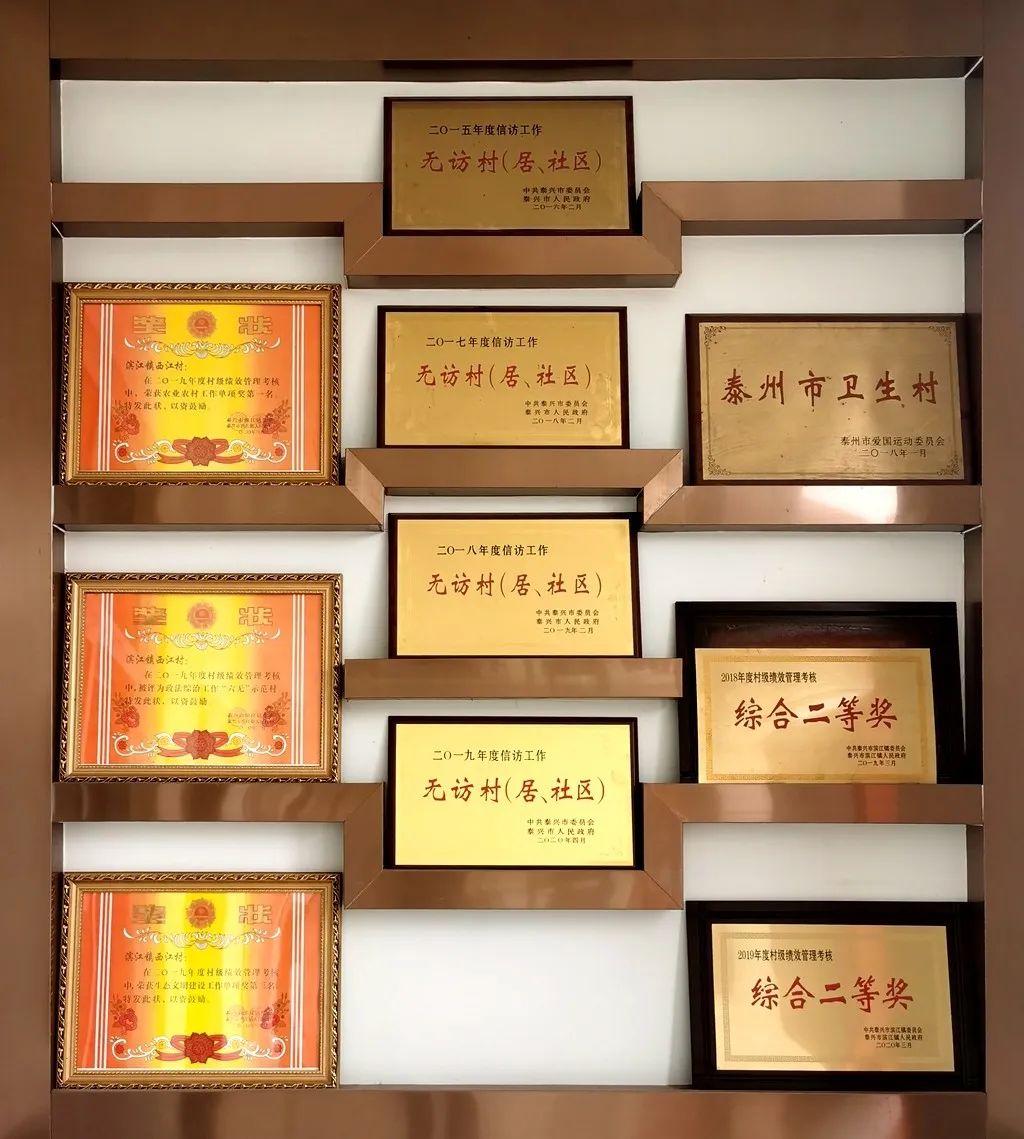 二〇一五年度信访工作
无访村(居、社区)
中共泰兴市委员会
泰兴市人民政府
二〇一六年二月
奖状
滨江镇西江村:
在二〇一九年度村级绩效管理考核
中,荣获农业农村工作单项奖第一名,
特发此状,以资鼓励。
二〇一七年度信访工作
无访村(居、社区)
中共泰兴市委员会
泰兴市人民政府
二〇一八年二月
泰州市卫生村
泰州市爱国运动委员会
二〇一八年一月
二〇一八年度信访工作
无访村(居、社区)
中共泰兴市委员会
泰兴市人民政府
二〇一九年二月
奖状
滨江镇西江村:
在二〇一九年度村级绩效管理考核
中,被评为政法综治工作“六无”示范村
特发此状,以资鼓励
2018年度村级绩效管理考核
综合二等奖
中共泰兴市滨江镇委员会
泰兴市滨江镇人民政府
二〇一九年三月
二〇一九年度信访工作
无访村(居、社区)
中共泰兴市委员会
泰兴市人民政府
二〇二〇年四月
奖状
滨江镇西江村:
在二〇一九年度村级绩效管理考核
中,荣获生态文明建设工作单项奖第三名,
特发此状,以资鼓励。
2019年度村级绩效管理考核
综合二等奖
中共泰兴市滨江镇委员会
泰兴市滨江镇人民政府
二〇二〇年三月